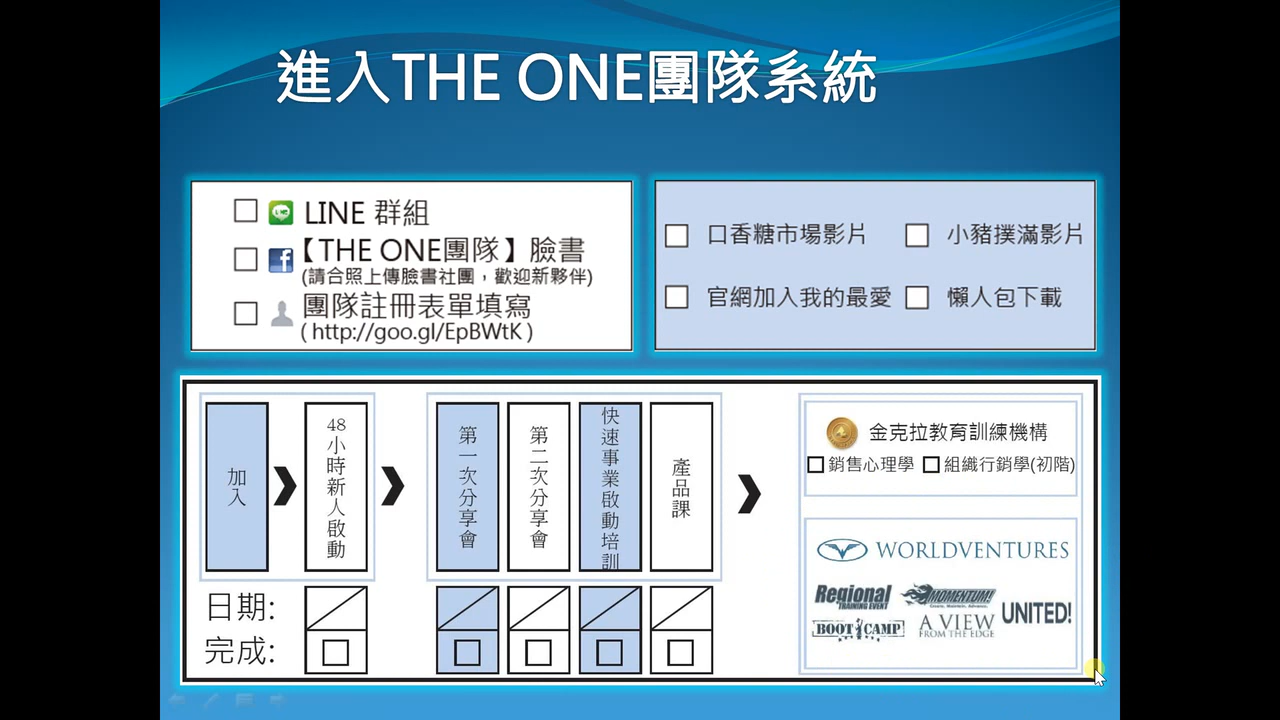 進入THE ONE團隊系統
LINE 群組
【THE ONE團隊】臉書
(請合照上傳臉書社團，歡迎新夥伴)
團隊註冊表單填寫
( http://goo.gl/EpBWtK )
口香糖市場影片
小豬撲滿影片
官網加入我的最愛
懶人包下載
加入
48小時新人啟動
第一次分享會
第二次分享會
快速事業啟動培訓
產品課
日期:
完成:
金克拉教育訓練機構
銷售心理學
組織行銷學(初階)
WORLDVENTURES
Regional
TRAINING EVENT
MOMENTUM!
Create. Maintain. Advance.
UNITED!
BOOT CAMP
A VIEW
FROM THE EDGE